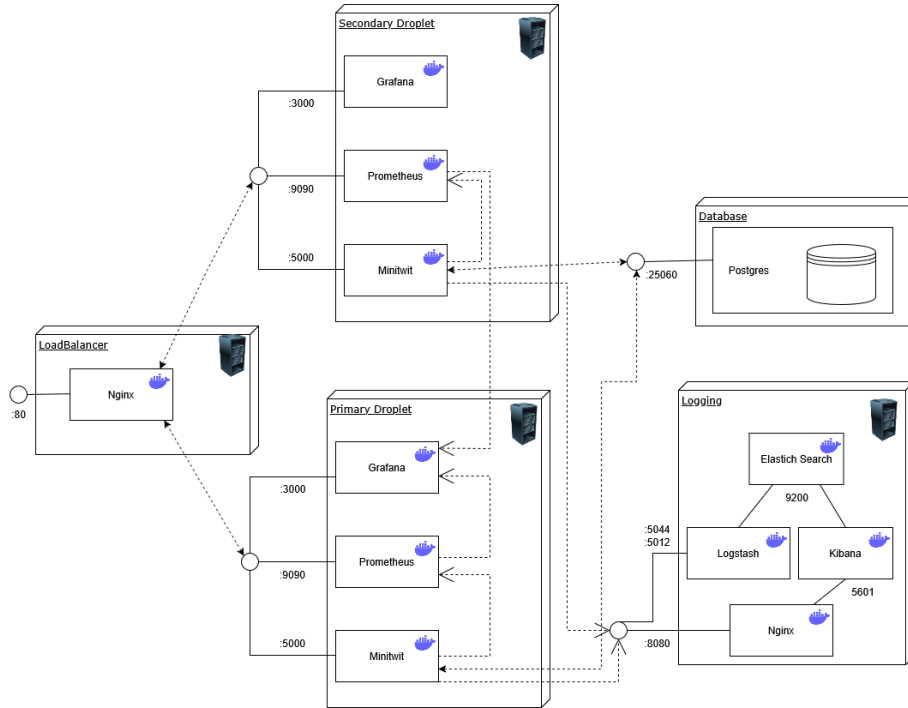 Secondary Droplet
Grafana
:3000
Prometheus
:9090
Minitwit
:5000
Database
Postgres
:25060
LoadBalancer
Nginx
:80
Primary Droplet
Grafana
:3000
Prometheus
:9090
Minitwit
:5000
Logging
Elastich Search
9200
:5044
:5012
Logstash
Kibana
5601
Nginx
:8080